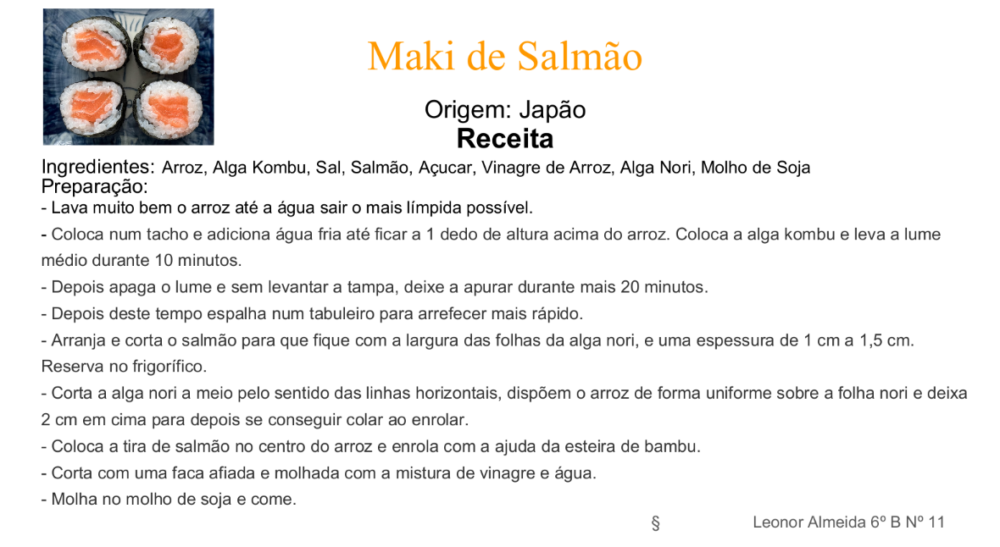 Maki de Salmão
Origem: Japão
Receita
Ingredientes: Arroz, Alga Kombu, Sal, Salmão, Açucar, Vinagre de Arroz, Alga Nori, Molho de Soja
Preparação:
- Lava muito bem o arroz até a água sair o mais límpida possível.
- Coloca num tacho e adiciona água fria até ficar a 1 dedo de altura acima do arroz. Coloca a alga kombu e leva a lume
médio durante 10 minutos.
- Depois apaga o lume e sem levantar a tampa, deixe a apurar durante mais 20 minutos.
- Depois deste tempo espalha num tabuleiro para arrefecer mais rápido.
- Arranja e corta o salmão para que fique com a largura das folhas da alga nori, e uma espessura de 1 cm a 1,5 cm.
Reserva no frigorífico.
- Corta a alga nori a meio pelo sentido das linhas horizontais, dispõem o arroz de forma uniforme sobre a folha nori e deixa
2 cm em cima para depois se conseguir colar ao enrolar.
- Coloca a tira de salmão no centro do arroz e enrola com a ajuda da esteira de bambu.
- Corta com uma faca afiada e molhada com a mistura de vinagre e água.
- Molha no molho de soja e come.
§ Leonor Almeida 6º B Nº 11